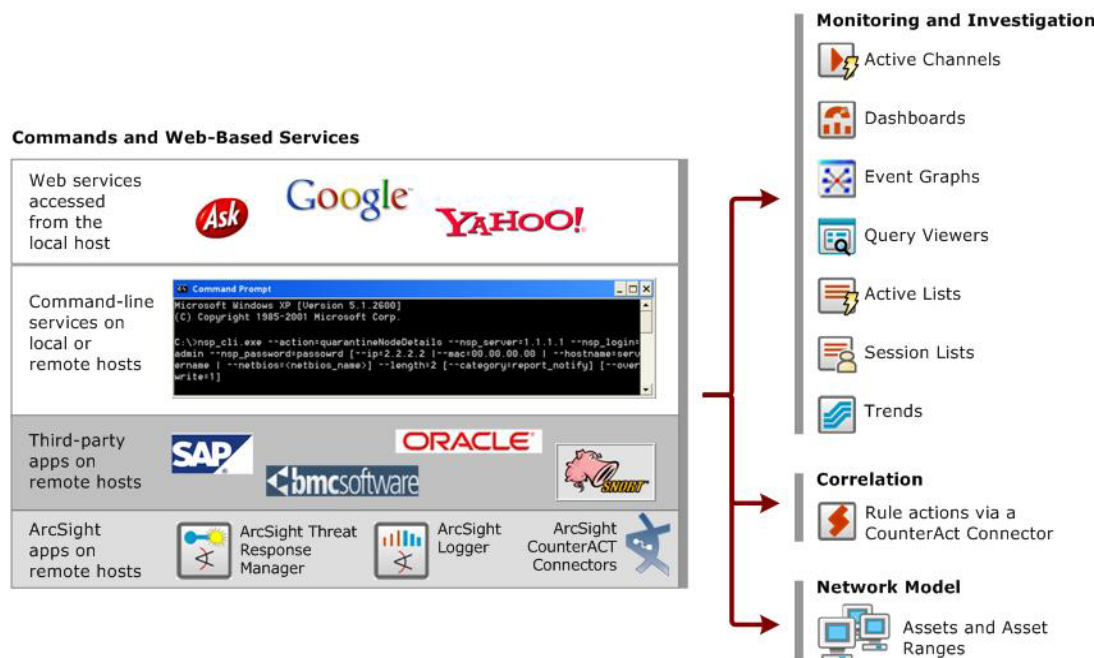 Commands and Web-Based Services
Web services
accessed
from the
local host
Ask
Google
YAHOO!
Command-line
services on
local or
remote hosts
Command Prompt
Microsoft Windows XP [Version 5.1.2600]
(C) Copyright 1985-2001 Microsoft Corp.
C:\>nsp_cli.exe --action=quarantineNodeDetails --nsp_server=1.1.1.1 --nsp_login=
admin --nsp_password=passowrd [--ip=2.2.2.2 |--mac=00.00.00.00 | --hostname=serv
ername | --netbios=<netbios_name>] --length=2 [--category=report_notify] [--over
write=1]
Third-party
apps on
remote hosts
SAP
bmcsoftware
ORACLE
SNORT
ArcSight
apps on
remote hosts
ArcSight Threat
Response
Manager
ArcSight
Logger
ArcSight
CounterACT
Connectors
Monitoring and Investigation
Active Channels
Dashboards
Event Graphs
Query Viewers
Active Lists
Session Lists
Trends
Correlation
Rule actions via a
CounterAct Connector
Network Model
Assets and Asset
Ranges